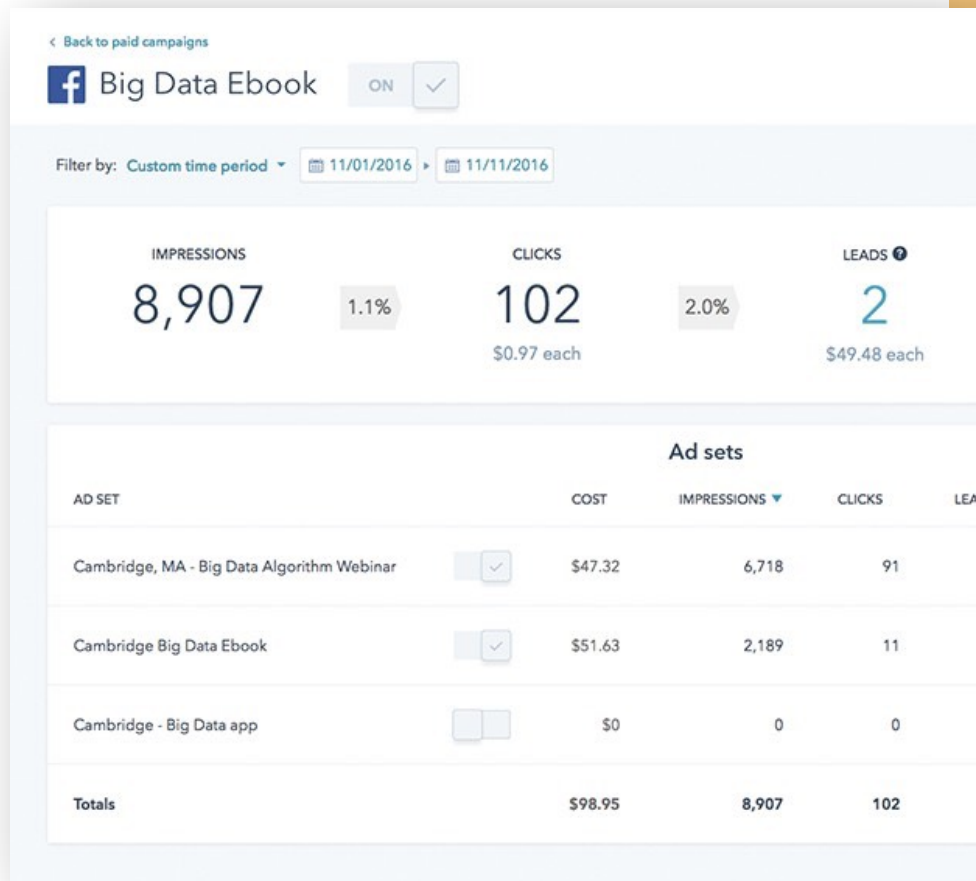 Back to paid campaigns
Big Data Ebook ON
Filter by: Custom time period 11/01/2016 11/11/2016
IMPRESSIONS CLICKS LEADS ?
8,907 1.1% 102 2.0% 2
$0.97 each $49.48 each
Ad sets
AD SET COST IMPRESSIONS CLICKS LEA
Cambridge, MA - Big Data Algorithm Webinar $47.32 6,718 91
Cambridge Big Data Ebook $51.63 2,189 11
Cambridge - Big Data app $0 0 0
Totals $98.95 8,907 102